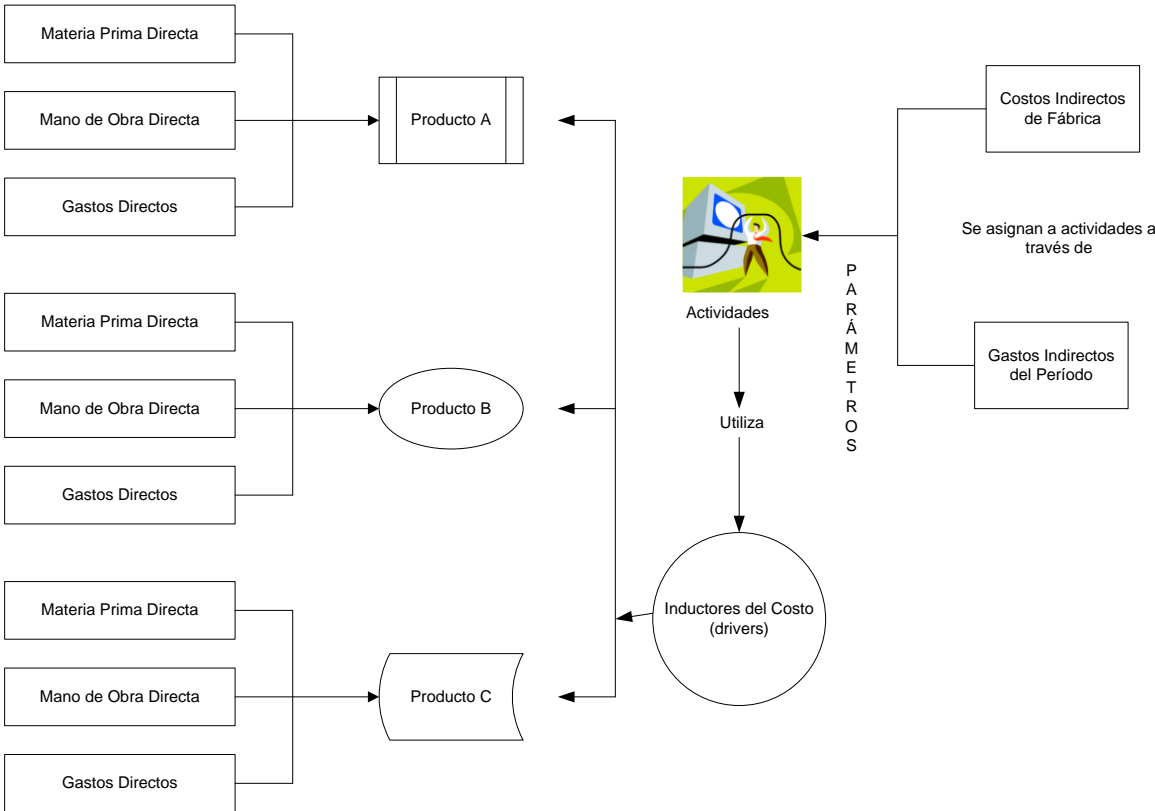 Materia Prima Directa
Mano de Obra Directa
Gastos Directos
Producto A
Materia Prima Directa
Mano de Obra Directa
Gastos Directos
Producto B
Materia Prima Directa
Mano de Obra Directa
Gastos Directos
Producto C
Actividades
Utiliza
Inductores del Costo
(drivers)
P
A
R
Á
M
E
T
R
O
S
Costos Indirectos
de Fábrica
Se asignan a actividades a
través de
Gastos Indirectos
del Período